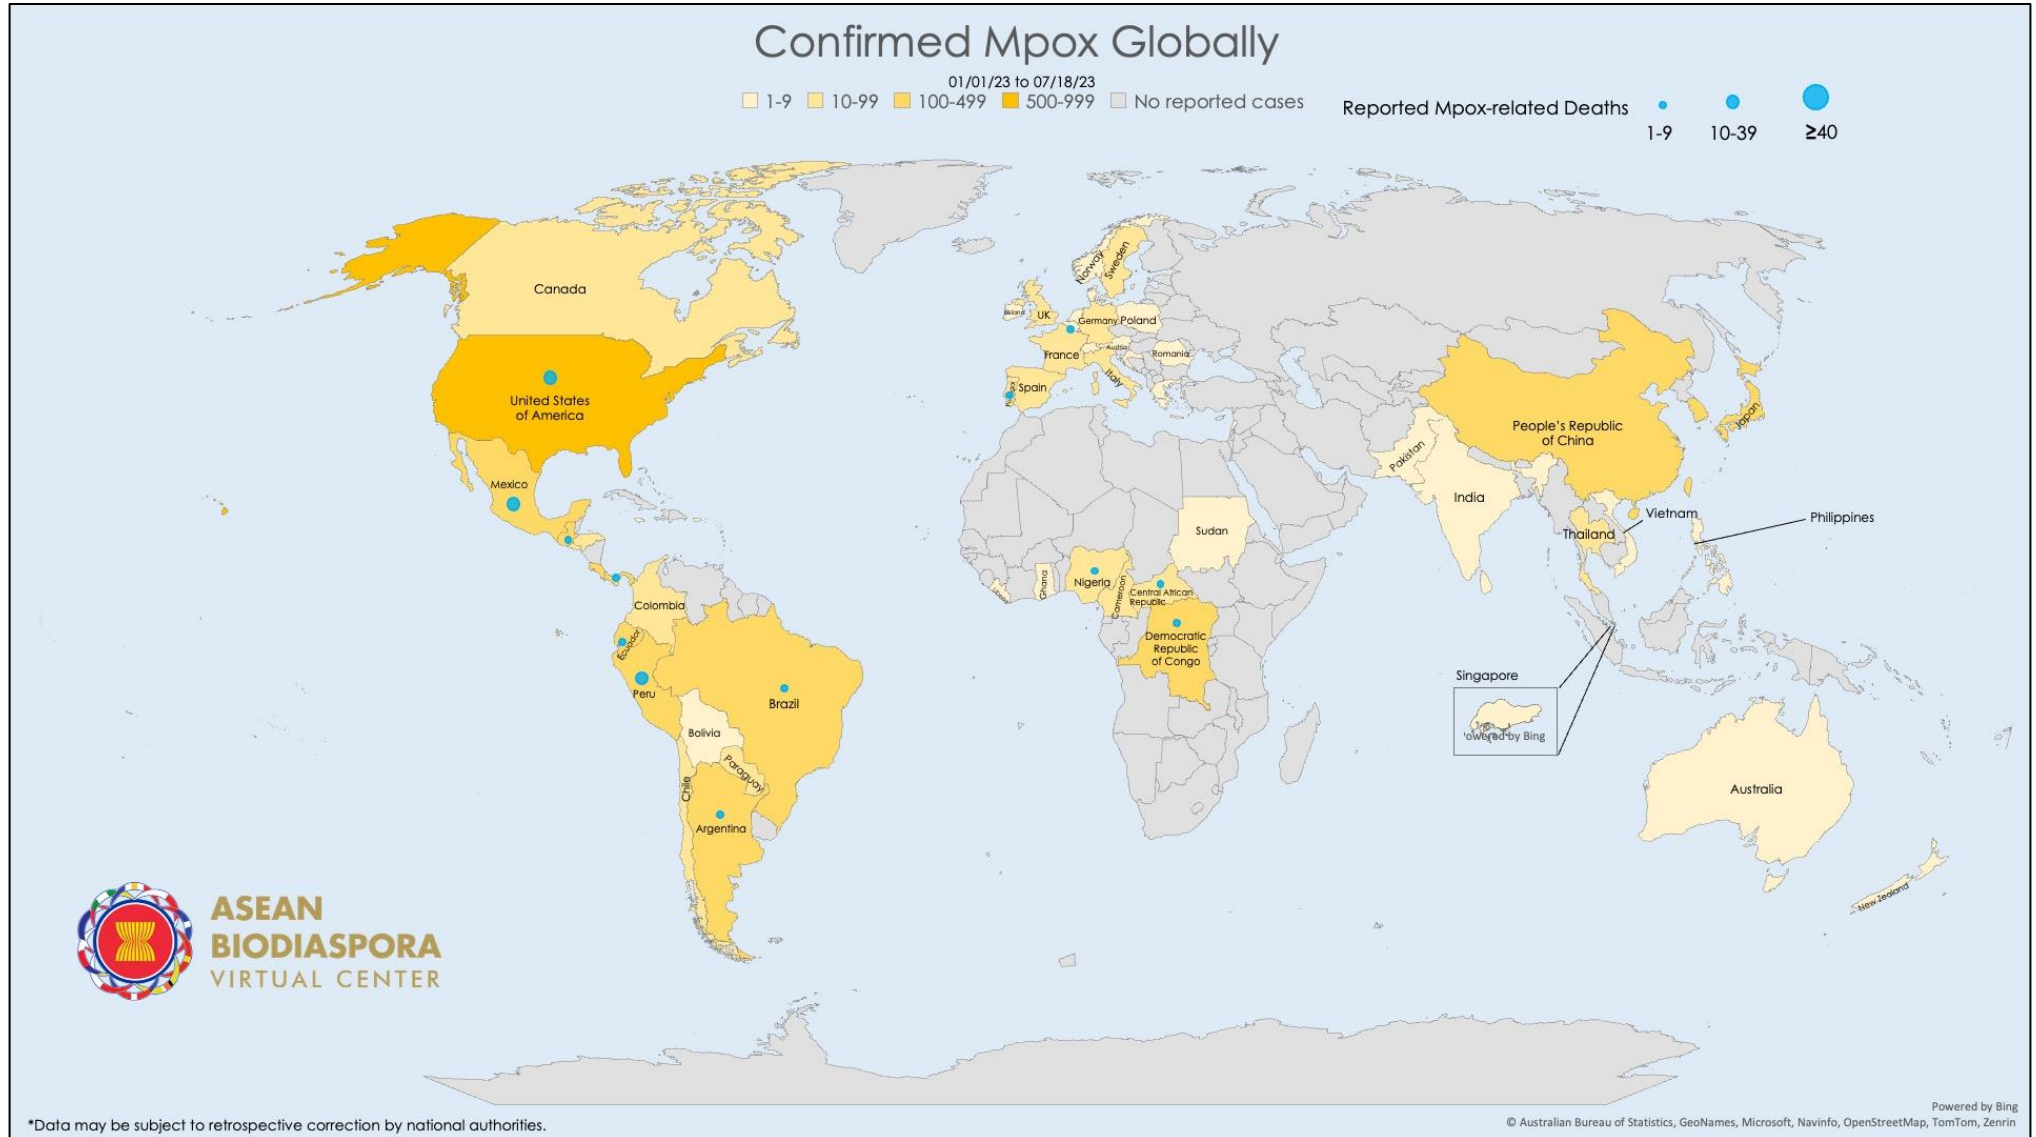 Confirmed Mpox Globally
01/01/23 to 07/18/23
1-9 10-99 100-499 500-999 No reported cases
Reported Mpox-related Deaths
1-9 10-39 ≥40
Canada
United States
of America
Mexico
Colombia
Ecuador
Peru
Brazil
Bolivia
Paraguay
Chile
Argentina
Norway
Sweden
UK
Germany
Poland
France
Austria
Romania
Italy
Spain
Sudan
Ghana
Liberia
Nigeria
Cameroon
Central African
Republic
Democratic
Republic
of Congo
Pakistan
India
People's Republic
of China
Japan
Thailand
Vietnam
Philippines
Singapore
Powered by Bing
Australia
New Zealand
ASEAN
BIODIASPORA
VIRTUAL CENTER
*Data may be subject to retrospective correction by national authorities.
Powered by Bing
© Australian Bureau of Statistics, GeoNames, Microsoft, Navinfo, OpenStreetMap, TomTom, Zenrin